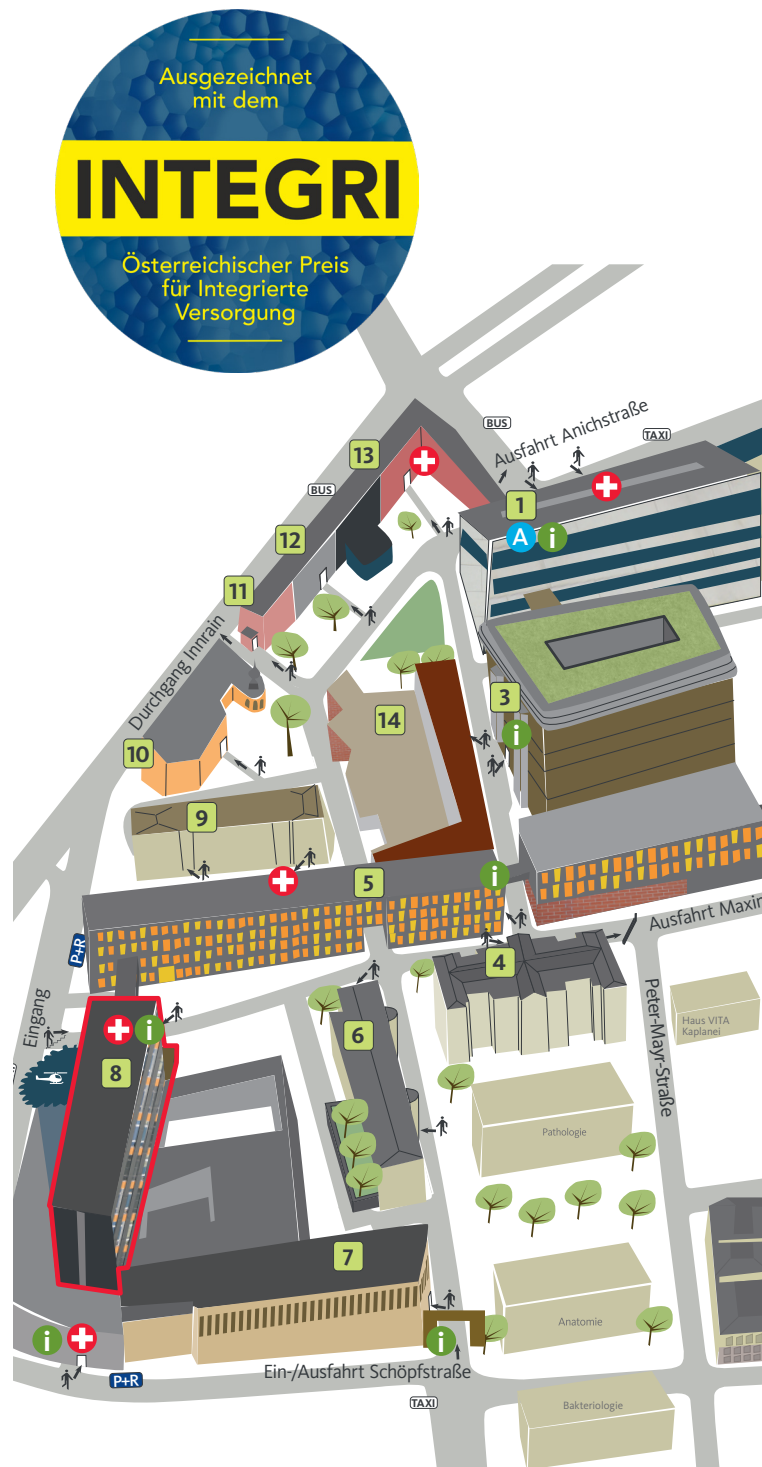 Ausgezeichnet
mit dem
INTEGRI
Österreichischer Preis
für Integrierte
Versorgung
BUS
Ausfahrt Anichstraße
TAXI
13
BUS
1
A
i
12
11
Durchgang Innrain
3
i
14
10
9
i
5
Ausfahrt Maxim
P+R
4
Peter-Mayr-Straße
Haus VITA
Kaplanei
Eingang
i
6
8
Pathologie
7
i
i
Anatomie
Ein-/Ausfahrt Schöpfstraße
P+R
TAXI
Bakteriologie